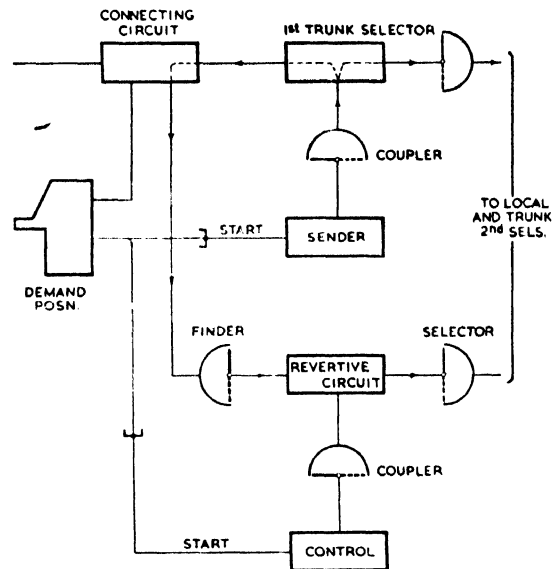 CONNECTING
CIRCUIT
1st TRUNK SELECTOR
COUPLER
TO LOCAL
AND TRUNK
2nd SELS.
START
SENDER
DEMAND
POSN.
FINDER
SELECTOR
REVERTIVE
CIRCUIT
COUPLER
START
CONTROL